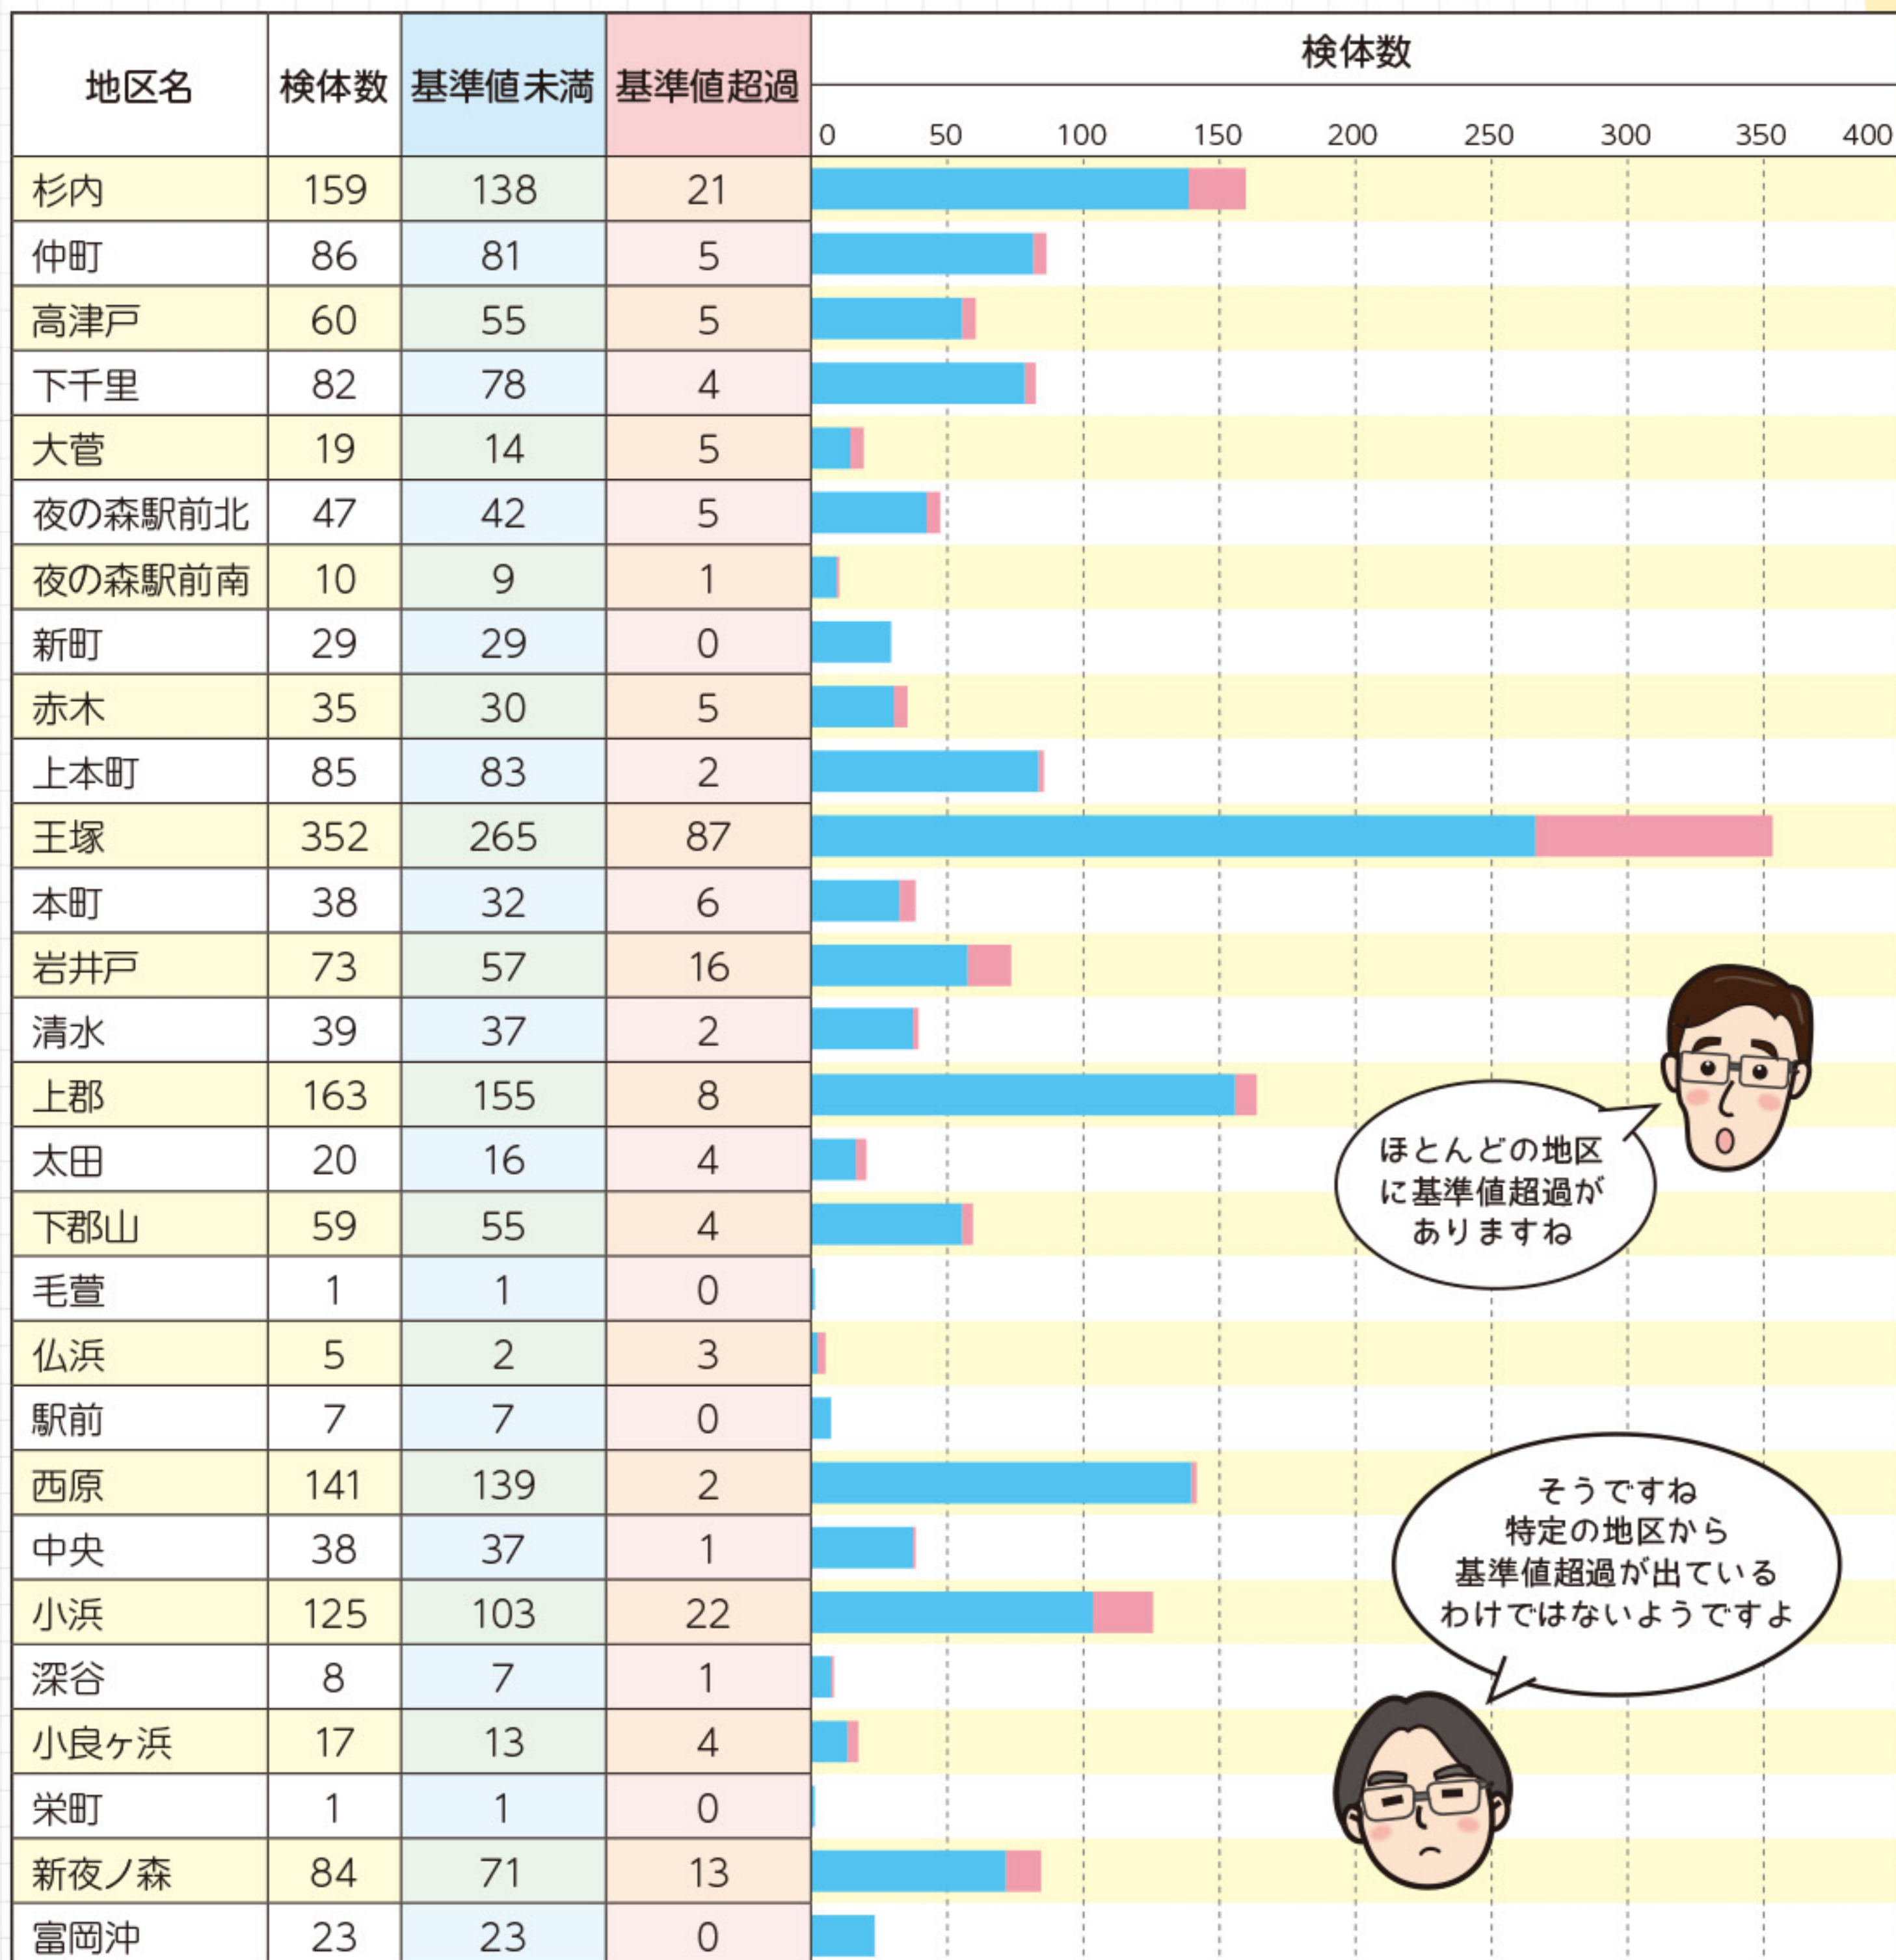 地区名 検体数 基準値未満 基準値超過 検体数
0 50 100 150 200 250 300 350 400
杉内 159 138 21
仲町 86 81 5
高津戸 60 55 5
下千里 82 78 4
大菅 19 14 5
夜の森駅前北 47 42 5
夜の森駅前南 10 9 1
新町 29 29 0
赤木 35 30 5
上本町 85 83 2
王塚 352 265 87
本町 38 32 6
岩井戸 73 57 16
清水 39 37 2
上郡 163 155 8
太田 20 16 4
下郡山 59 55 4
毛萱 1 1 0
仏浜 5 2 3
駅前 7 7 0
西原 141 139 2
中央 38 37 1
小浜 125 103 22
深谷 8 7 1
小良ヶ浜 17 13 4
栄町 1 1 0
新夜ノ森 84 71 13
富岡沖 23 23 0
ほとんどの地区
に基準値超過が
ありますね
そうですね
特定の地区から
基準値超過が出ている
わけではないようですよ